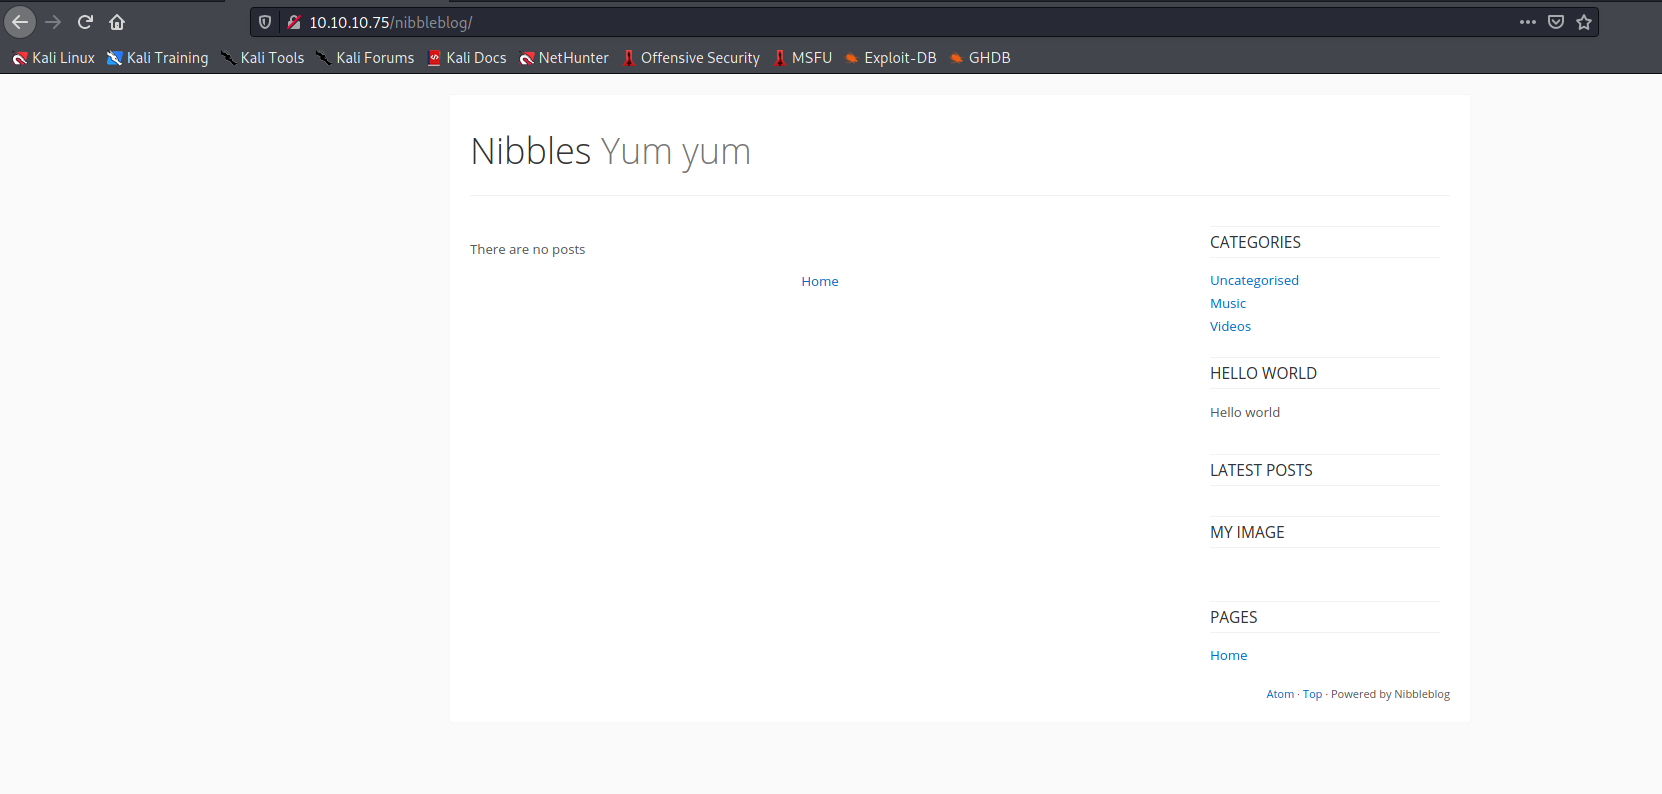 10.10.10.75/nibbleblog/
Kali Linux Kali Training Kali Tools Kali Forums Kali Docs NetHunter Offensive Security MSFU Exploit-DB GHDB
Nibbles Yum yum
There are no posts
Home
CATEGORIES
Uncategorised
Music
Videos
HELLO WORLD
Hello world
LATEST POSTS
MY IMAGE
PAGES
Home
Atom · Top · Powered by Nibbleblog